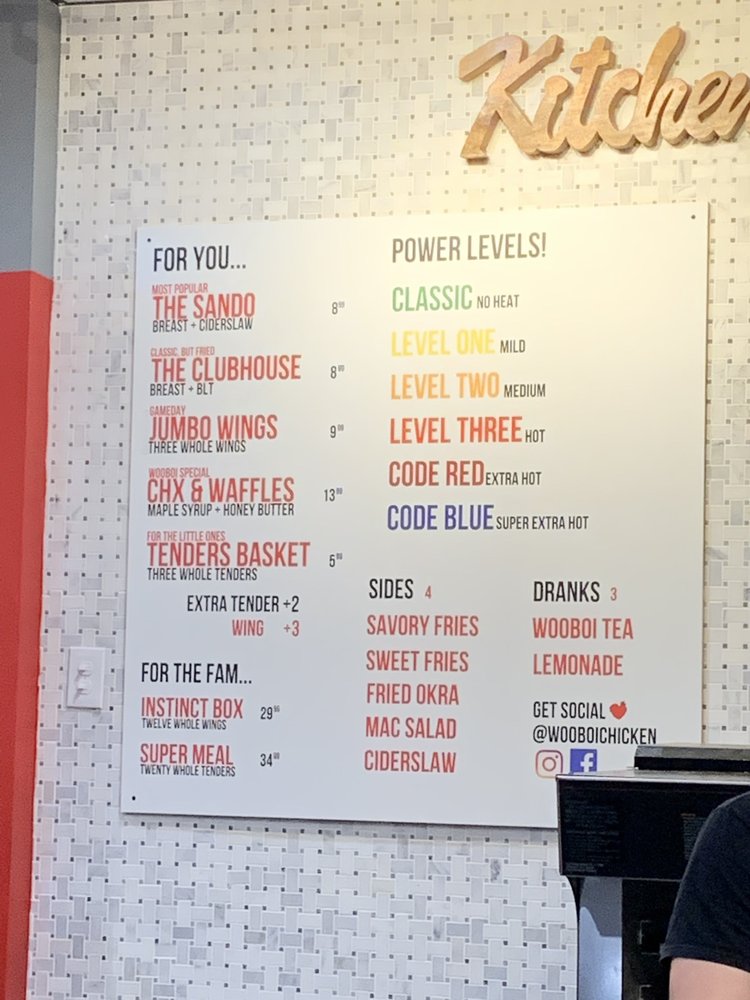 Kitchen
FOR YOU...
MOST POPULAR
THE SANDO 8
BREAST + CIDERSLAW
CLASSIC, BUT FRIED
THE CLUBHOUSE 8
BREAST + BLT
GAMEDAY
JUMBO WINGS 9
THREE WHOLE WINGS
WOOBOI SPECIAL
CHX & WAFFLES 13
MAPLE SYRUP + HONEY BUTTER
FOR THE LITTLE ONES
TENDERS BASKET 5
THREE WHOLE TENDERS
EXTRA TENDER +2
WING +3
FOR THE FAM...
INSTINCT BOX 29
TWELVE WHOLE WINGS
SUPER MEAL 34
TWENTY WHOLE TENDERS
POWER LEVELS!
CLASSIC NO HEAT
LEVEL ONE MILD
LEVEL TWO MEDIUM
LEVEL THREE HOT
CODE RED EXTRA HOT
CODE BLUE SUPER EXTRA HOT
SIDES 4
SAVORY FRIES
SWEET FRIES
FRIED OKRA
MAC SALAD
CIDERSLAW
DRANKS 3
WOOBOI TEA
LEMONADE
GET SOCIAL
@WOOBOICHICKEN